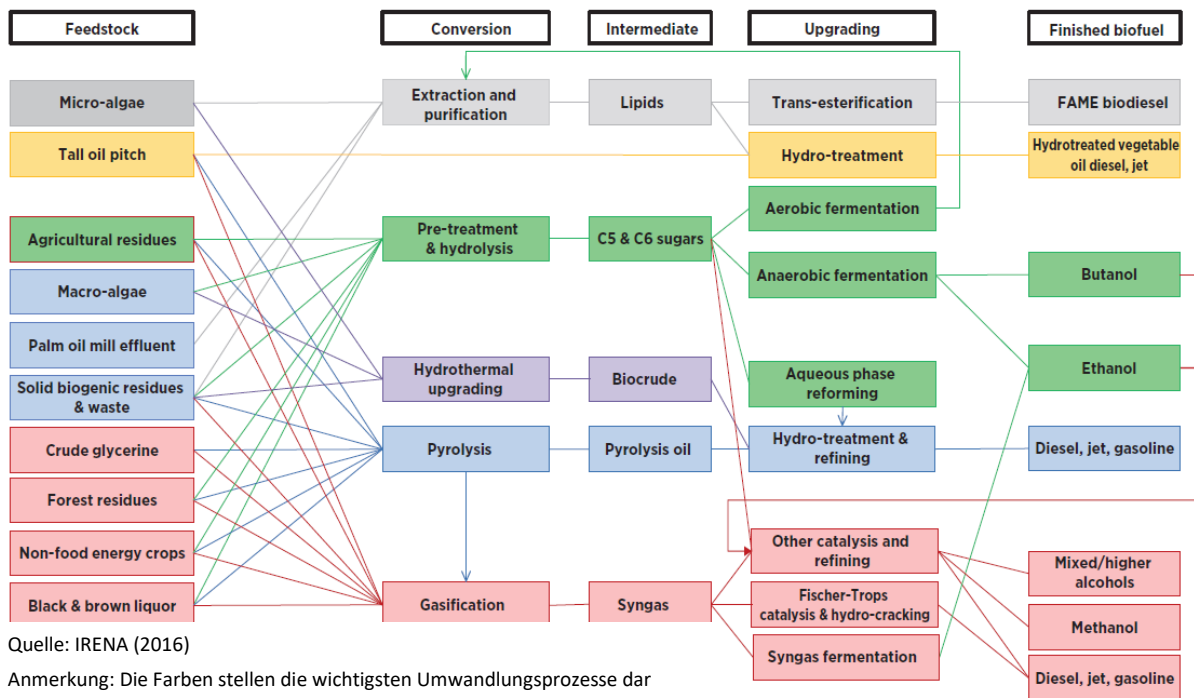 Feedstock
Conversion
Intermediate
Upgrading
Finished biofuel
Micro-algae
Extraction and
purification
Lipids
Trans-esterification
FAME biodiesel
Tall oil pitch
Hydro-treatment
Hydrotreated vegetable
oil diesel, jet
Aerobic fermentation
Agricultural residues
Pre-treatment
& hydrolysis
C5 & C6 sugars
Anaerobic fermentation
Butanol
Macro-algae
Palm oil mill effluent
Solid biogenic residues
& waste
Hydrothermal
upgrading
Biocrude
Aqueous phase
reforming
Ethanol
Crude glycerine
Pyrolysis
Pyrolysis oil
Hydro-treatment &
refining
Diesel, jet, gasoline
Forest residues
Non-food energy crops
Other catalysis and
refining
Mixed/higher
alcohols
Black & brown liquor
Gasification
Syngas
Fischer-Trops
catalysis & hydro-cracking
Methanol
Syngas fermentation
Diesel, jet, gasoline
Quelle: IRENA (2016)
Anmerkung: Die Farben stellen die wichtigsten Umwandlungsprozesse dar